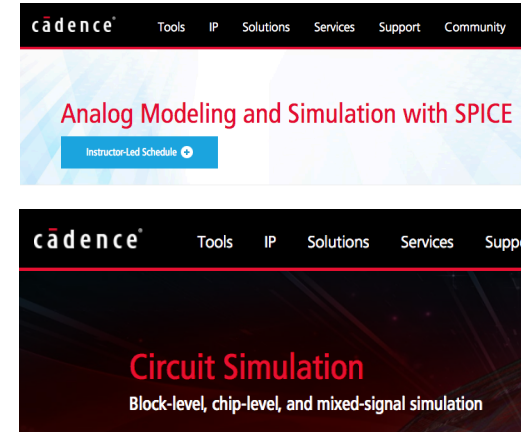 cādence® Tools IP Solutions Services Support Community
Analog Modeling and Simulation with SPICE
Instructor-Led Schedule
cādence® Tools IP Solutions Services Suppo
Circuit Simulation
Block-level, chip-level, and mixed-signal simulation